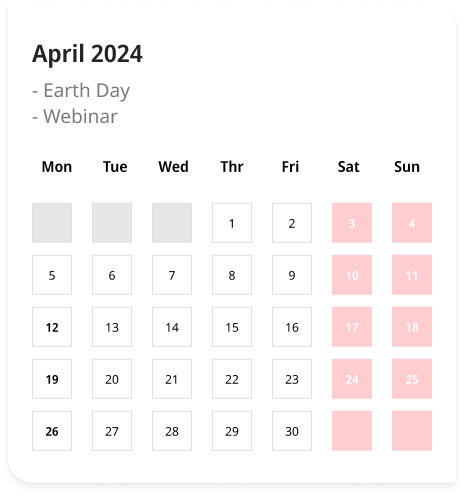 April 2024
- Earth Day
- Webinar
Mon Tue Wed Thr Fri Sat Sun
1 2 3 4
5 6 7 8 9 10 11
12 13 14 15 16 17 18
19 20 21 22 23 24 25
26 27 28 29 30